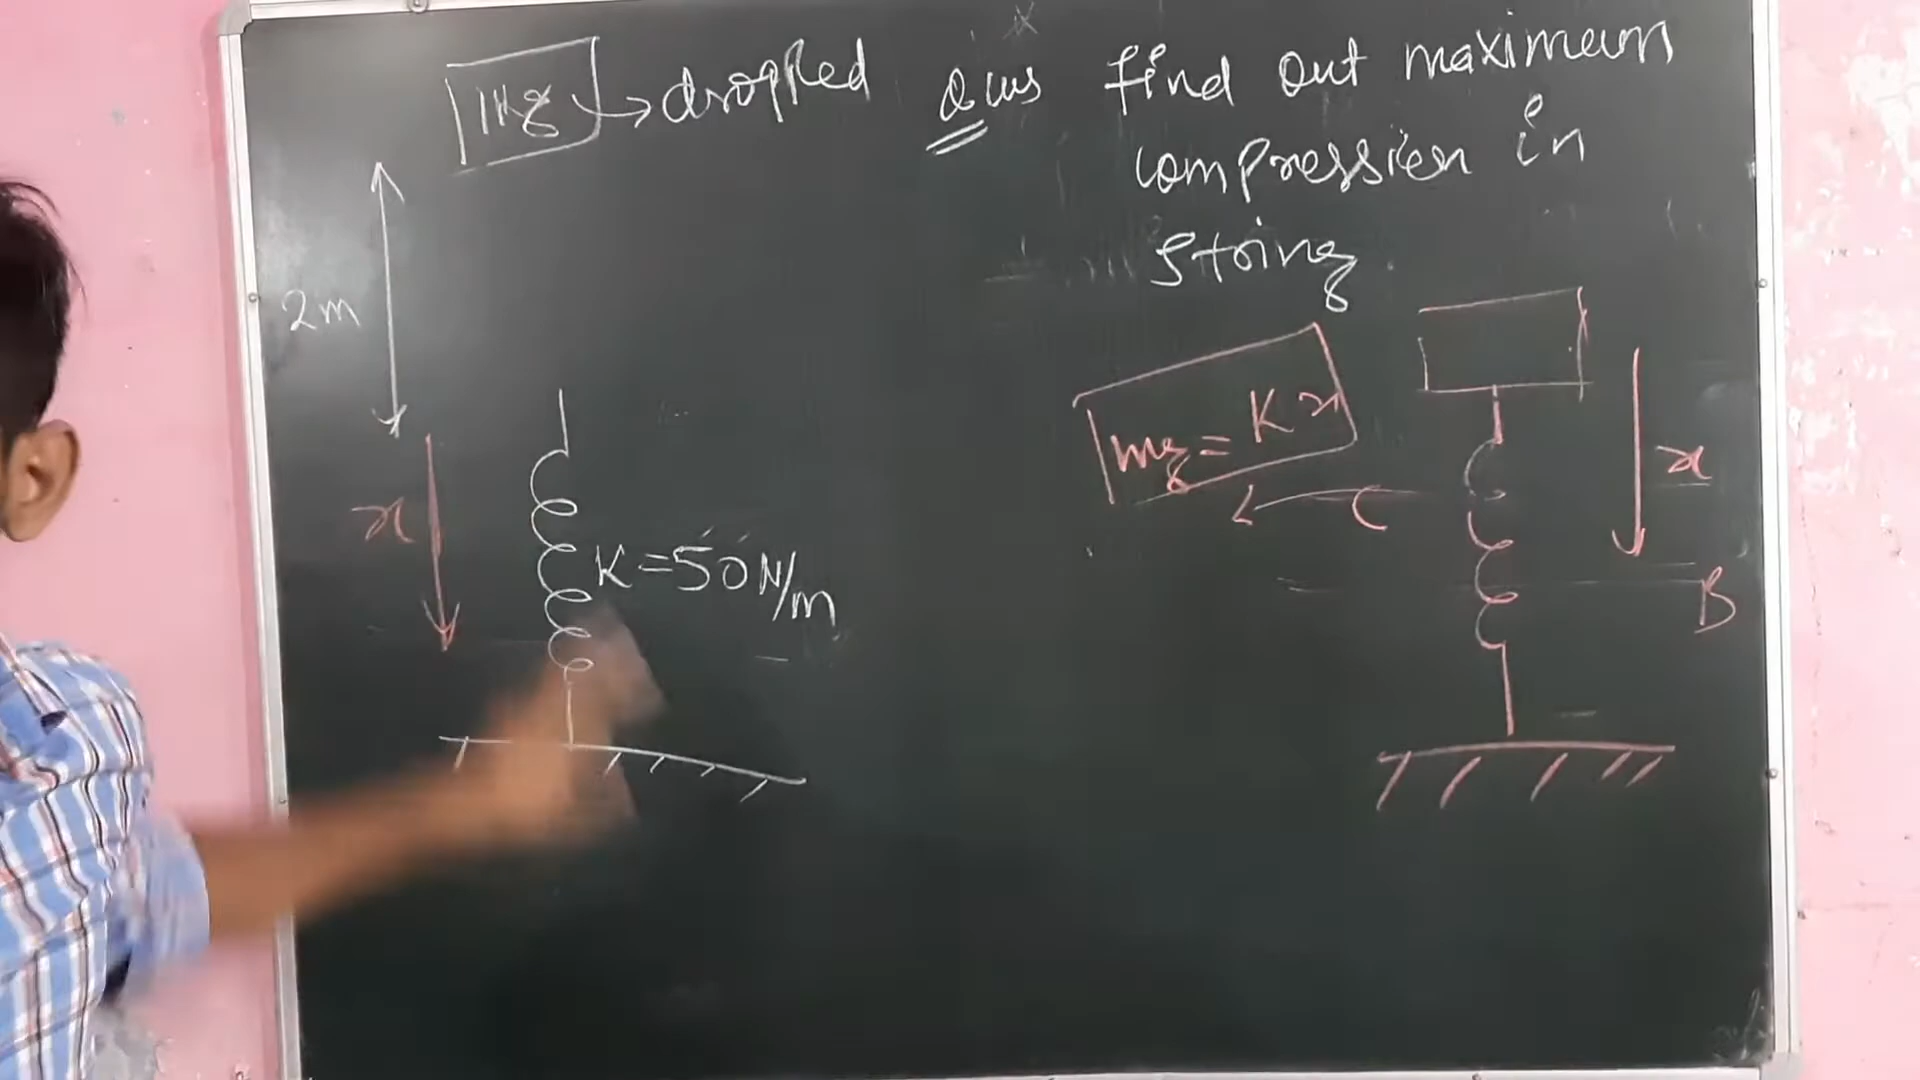 1Kg → dropped
Qus find out maximum
compression in
string
2m
x
K=50N/m
mg = Kx
x
B